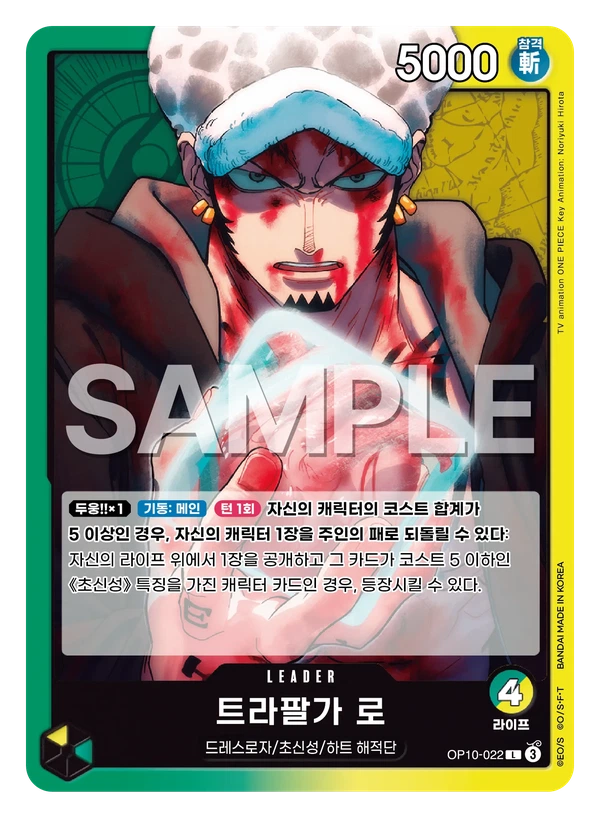 5000
참격
斬
TV animation ONE PIECE Key Animation: Noriyuki Hirota
SAMPLE
두웅!!×1 기동: 메인 턴 1회 자신의 캐릭터의 코스트 합계가
5 이상인 경우, 자신의 캐릭터 1장을 주인의 패로 되돌릴 수 있다:
자신의 라이프 위에서 1장을 공개하고 그 카드가 코스트 5 이하인
《초신성》 특징을 가진 캐릭터 카드인 경우, 등장시킬 수 있다.
©EO/S ©O/S·F·T BANDAI MADE IN KOREA
LEADER
트라팔가 로
4
라이프
드레스로자/초신성/하트 해적단
OP10-022 L 3